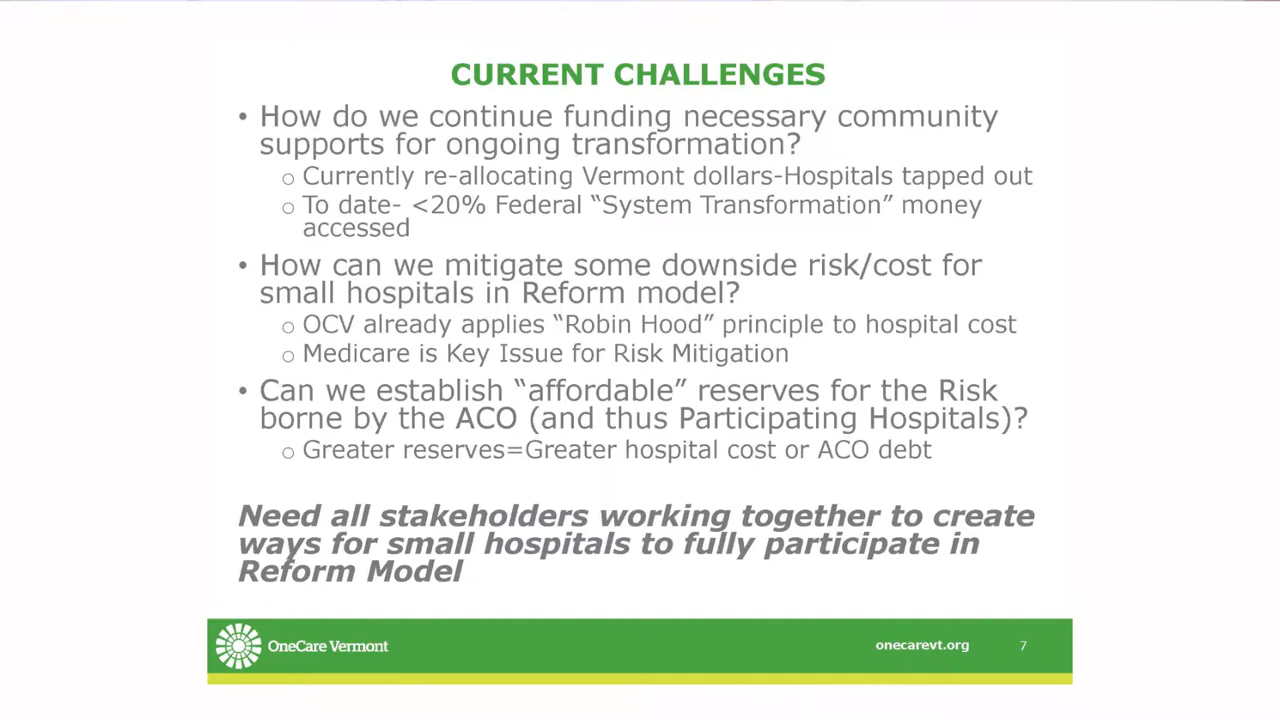 CURRENT CHALLENGES
• How do we continue funding necessary community
supports for ongoing transformation?
o Currently re-allocating Vermont dollars-Hospitals tapped out
o To date- <20% Federal “System Transformation” money
accessed
• How can we mitigate some downside risk/cost for
small hospitals in Reform model?
o OCV already applies “Robin Hood” principle to hospital cost
o Medicare is Key Issue for Risk Mitigation
• Can we establish “affordable” reserves for the Risk
borne by the ACO (and thus Participating Hospitals)?
o Greater reserves=Greater hospital cost or ACO debt
Need all stakeholders working together to create
ways for small hospitals to fully participate in
Reform Model
OneCare Vermont
onecarevt.org 7